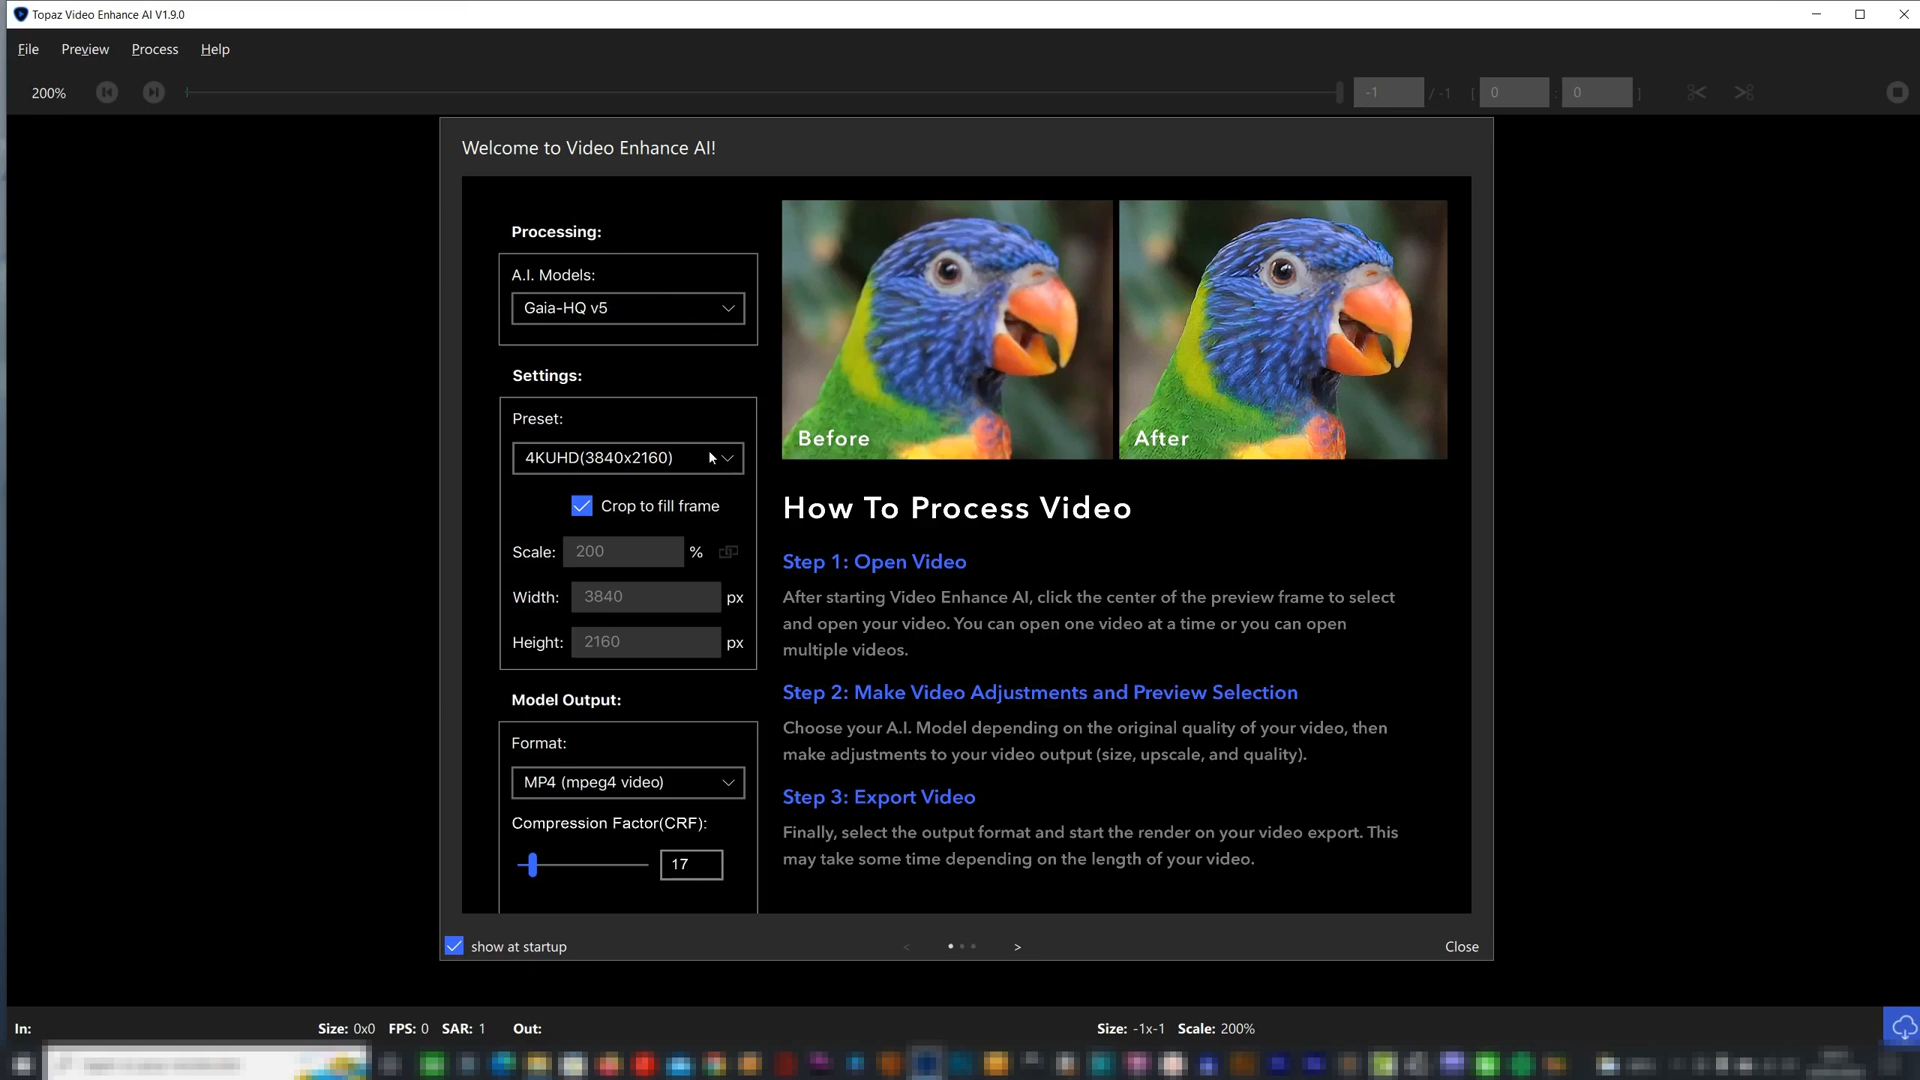 Topaz Video Enhance AI V1.9.0
File Preview Process Help
200% -1 / -1 [ 0 : 0 ]
Welcome to Video Enhance AI!
Processing:
A.I. Models:
Gaia-HQ v5
Settings:
Preset:
4KUHD(3840x2160)
Crop to fill frame
Scale: 200 %
Width: 3840 px
Height: 2160 px
Model Output:
Format:
MP4 (mpeg4 video)
Compression Factor(CRF):
17
Before
After
How To Process Video
Step 1: Open Video
After starting Video Enhance AI, click the center of the preview frame to select
and open your video. You can open one video at a time or you can open
multiple videos.
Step 2: Make Video Adjustments and Preview Selection
Choose your A.I. Model depending on the original quality of your video, then
make adjustments to your video output (size, upscale, and quality).
Step 3: Export Video
Finally, select the output format and start the render on your video export. This
may take some time depending on the length of your video.
show at startup < > Close
In: Size: 0x0 FPS: 0 SAR: 1 Out: Size: -1x-1 Scale: 200%